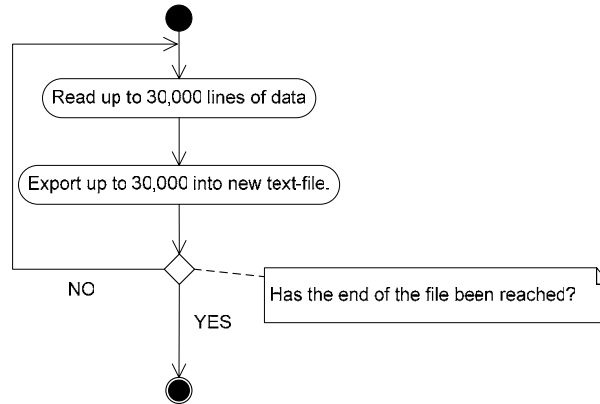 Read up to 30,000 lines of data
Export up to 30,000 into new text-file.
Has the end of the file been reached?
NO
YES